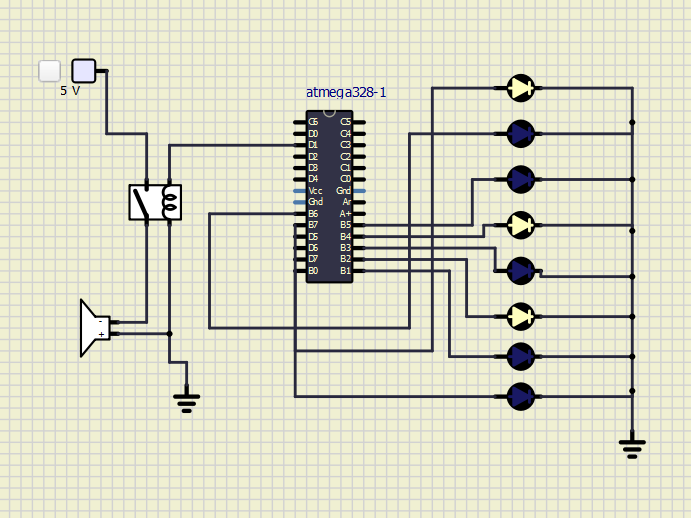 5 V
atmega328-1
C6 C5
D0 C4
D1 C3
D2 C2
D3 C1
D4 C0
Vcc Gnd
Gnd Ar
B6 A+
B7 B5
D5 B4
D6 B3
D7 B2
B0 B1
-
+